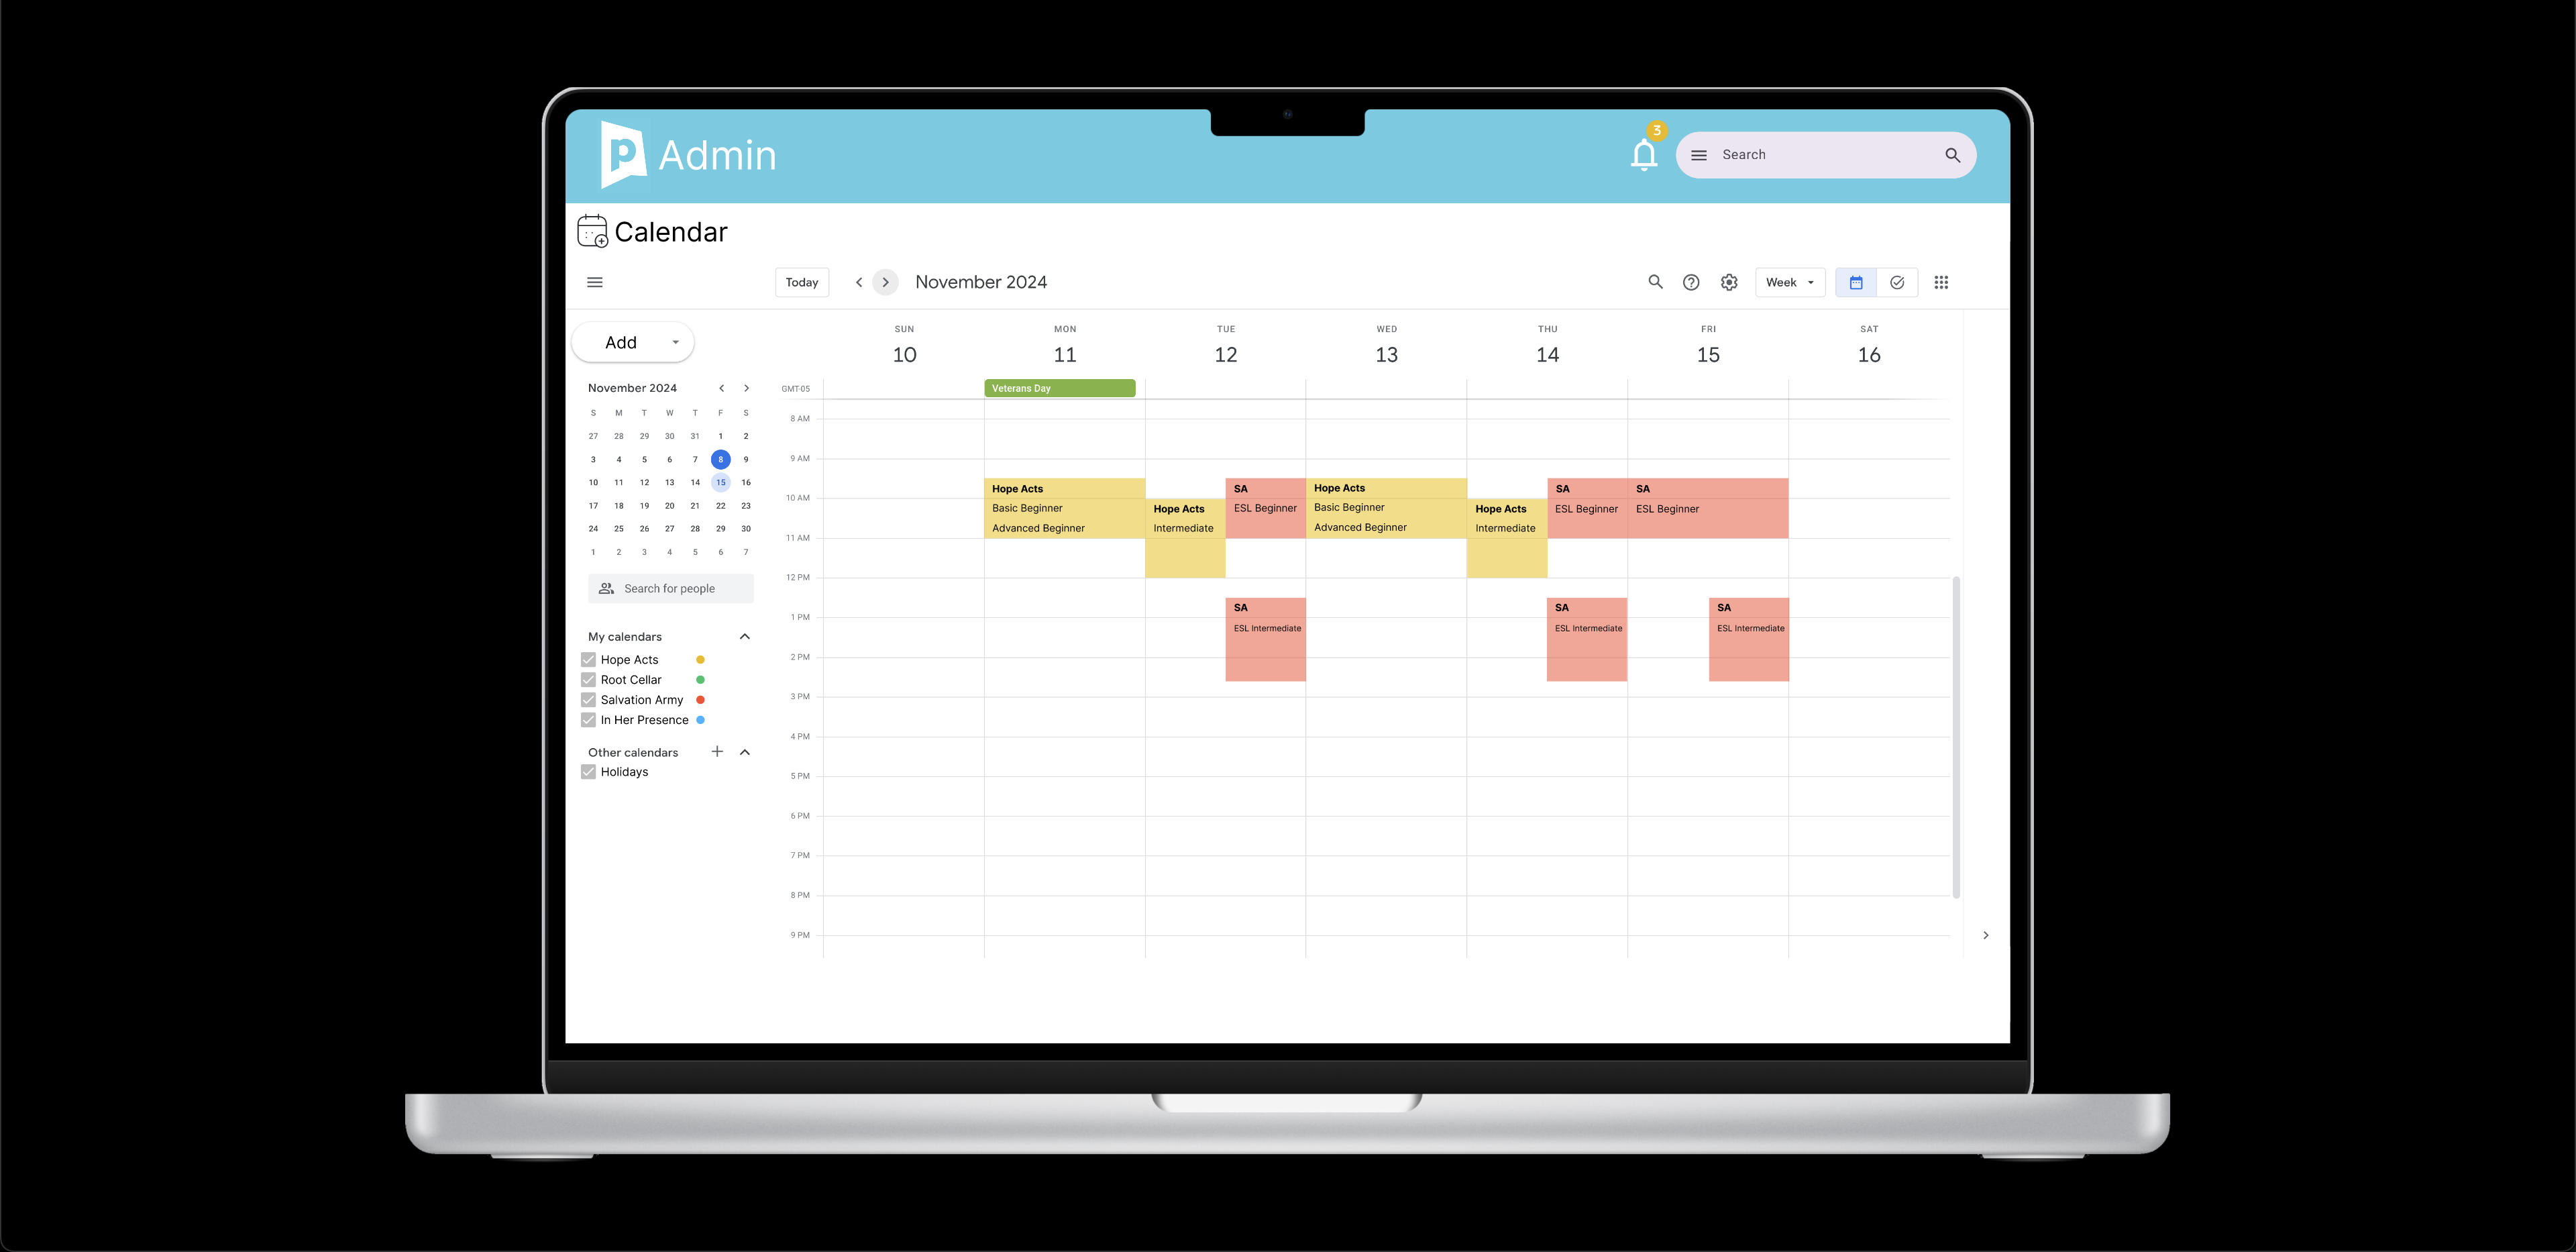 p Admin
3
Search
Calendar
Today
November 2024
Week
Add
SUN MON TUE WED THU FRI SAT
10 11 12 13 14 15 16
November 2024
S M T W T F S
27 28 29 30 31 1 2
3 4 5 6 7 8 9
10 11 12 13 14 15 16
17 18 19 20 21 22 23
24 25 26 27 28 29 30
1 2 3 4 5 6 7
Search for people
My calendars
Hope Acts
Root Cellar
Salvation Army
In Her Presence
Other calendars
Holidays
GMT-05
Veterans Day
8 AM
9 AM
10 AM
11 AM
12 PM
1 PM
2 PM
3 PM
4 PM
5 PM
6 PM
7 PM
8 PM
9 PM
Hope Acts
Basic Beginner
Advanced Beginner
Hope Acts
Intermediate
SA
ESL Beginner
SA
ESL Intermediate
Hope Acts
Basic Beginner
Advanced Beginner
Hope Acts
Intermediate
SA
ESL Beginner
SA
ESL Intermediate
SA
ESL Beginner
SA
ESL Intermediate